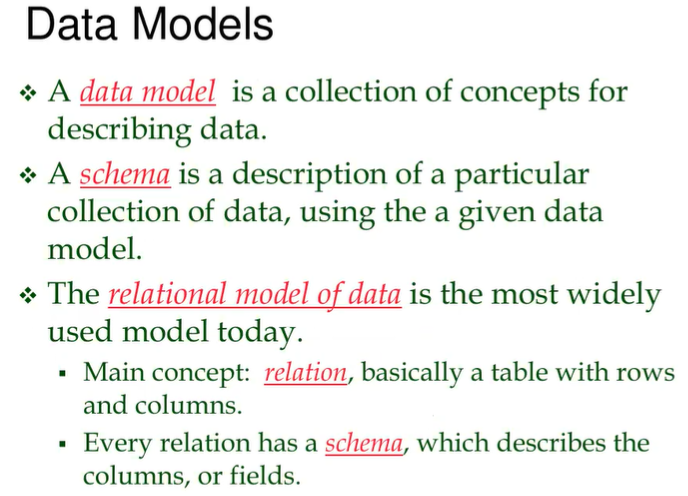 Data Models
❖ A data model is a collection of concepts for
describing data.
❖ A schema is a description of a particular
collection of data, using the a given data
model.
❖ The relational model of data is the most widely
used model today.
▪ Main concept: relation, basically a table with rows
and columns.
▪ Every relation has a schema, which describes the
columns, or fields.